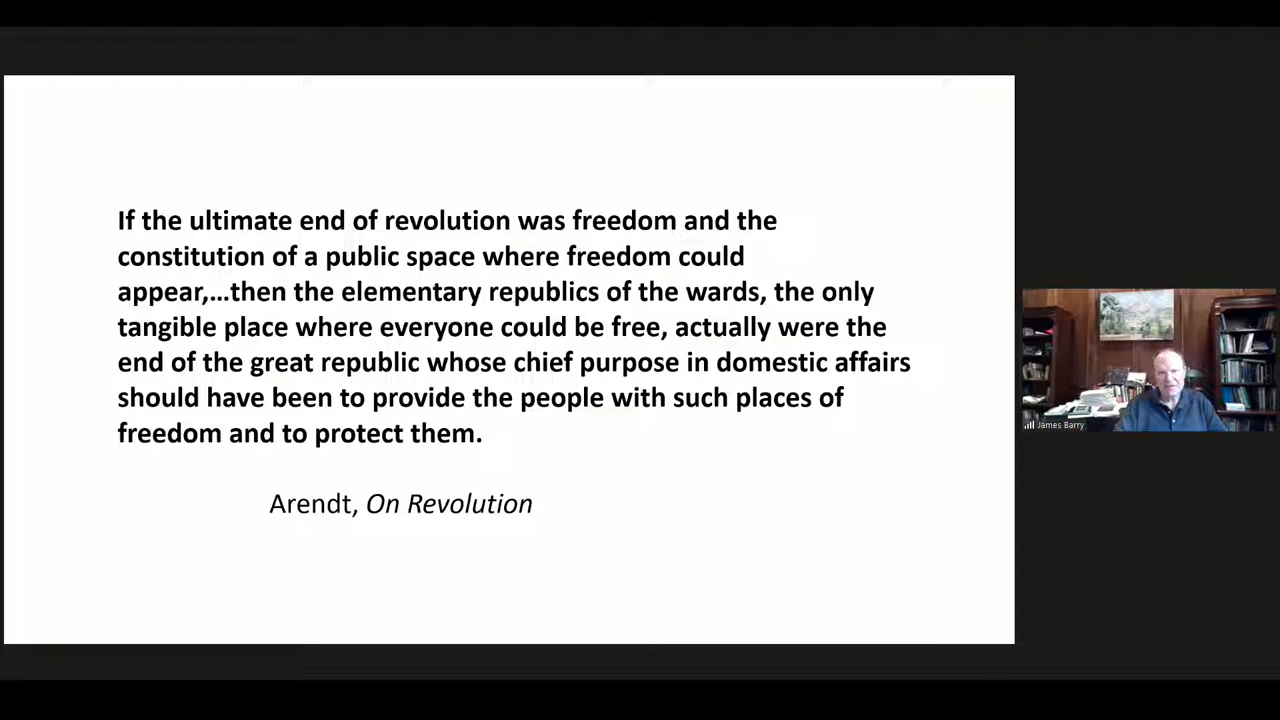 If the ultimate end of revolution was freedom and the
constitution of a public space where freedom could
appear,...then the elementary republics of the wards, the only
tangible place where everyone could be free, actually were the
end of the great republic whose chief purpose in domestic affairs
should have been to provide the people with such places of
freedom and to protect them.
Arendt, On Revolution
James Barry